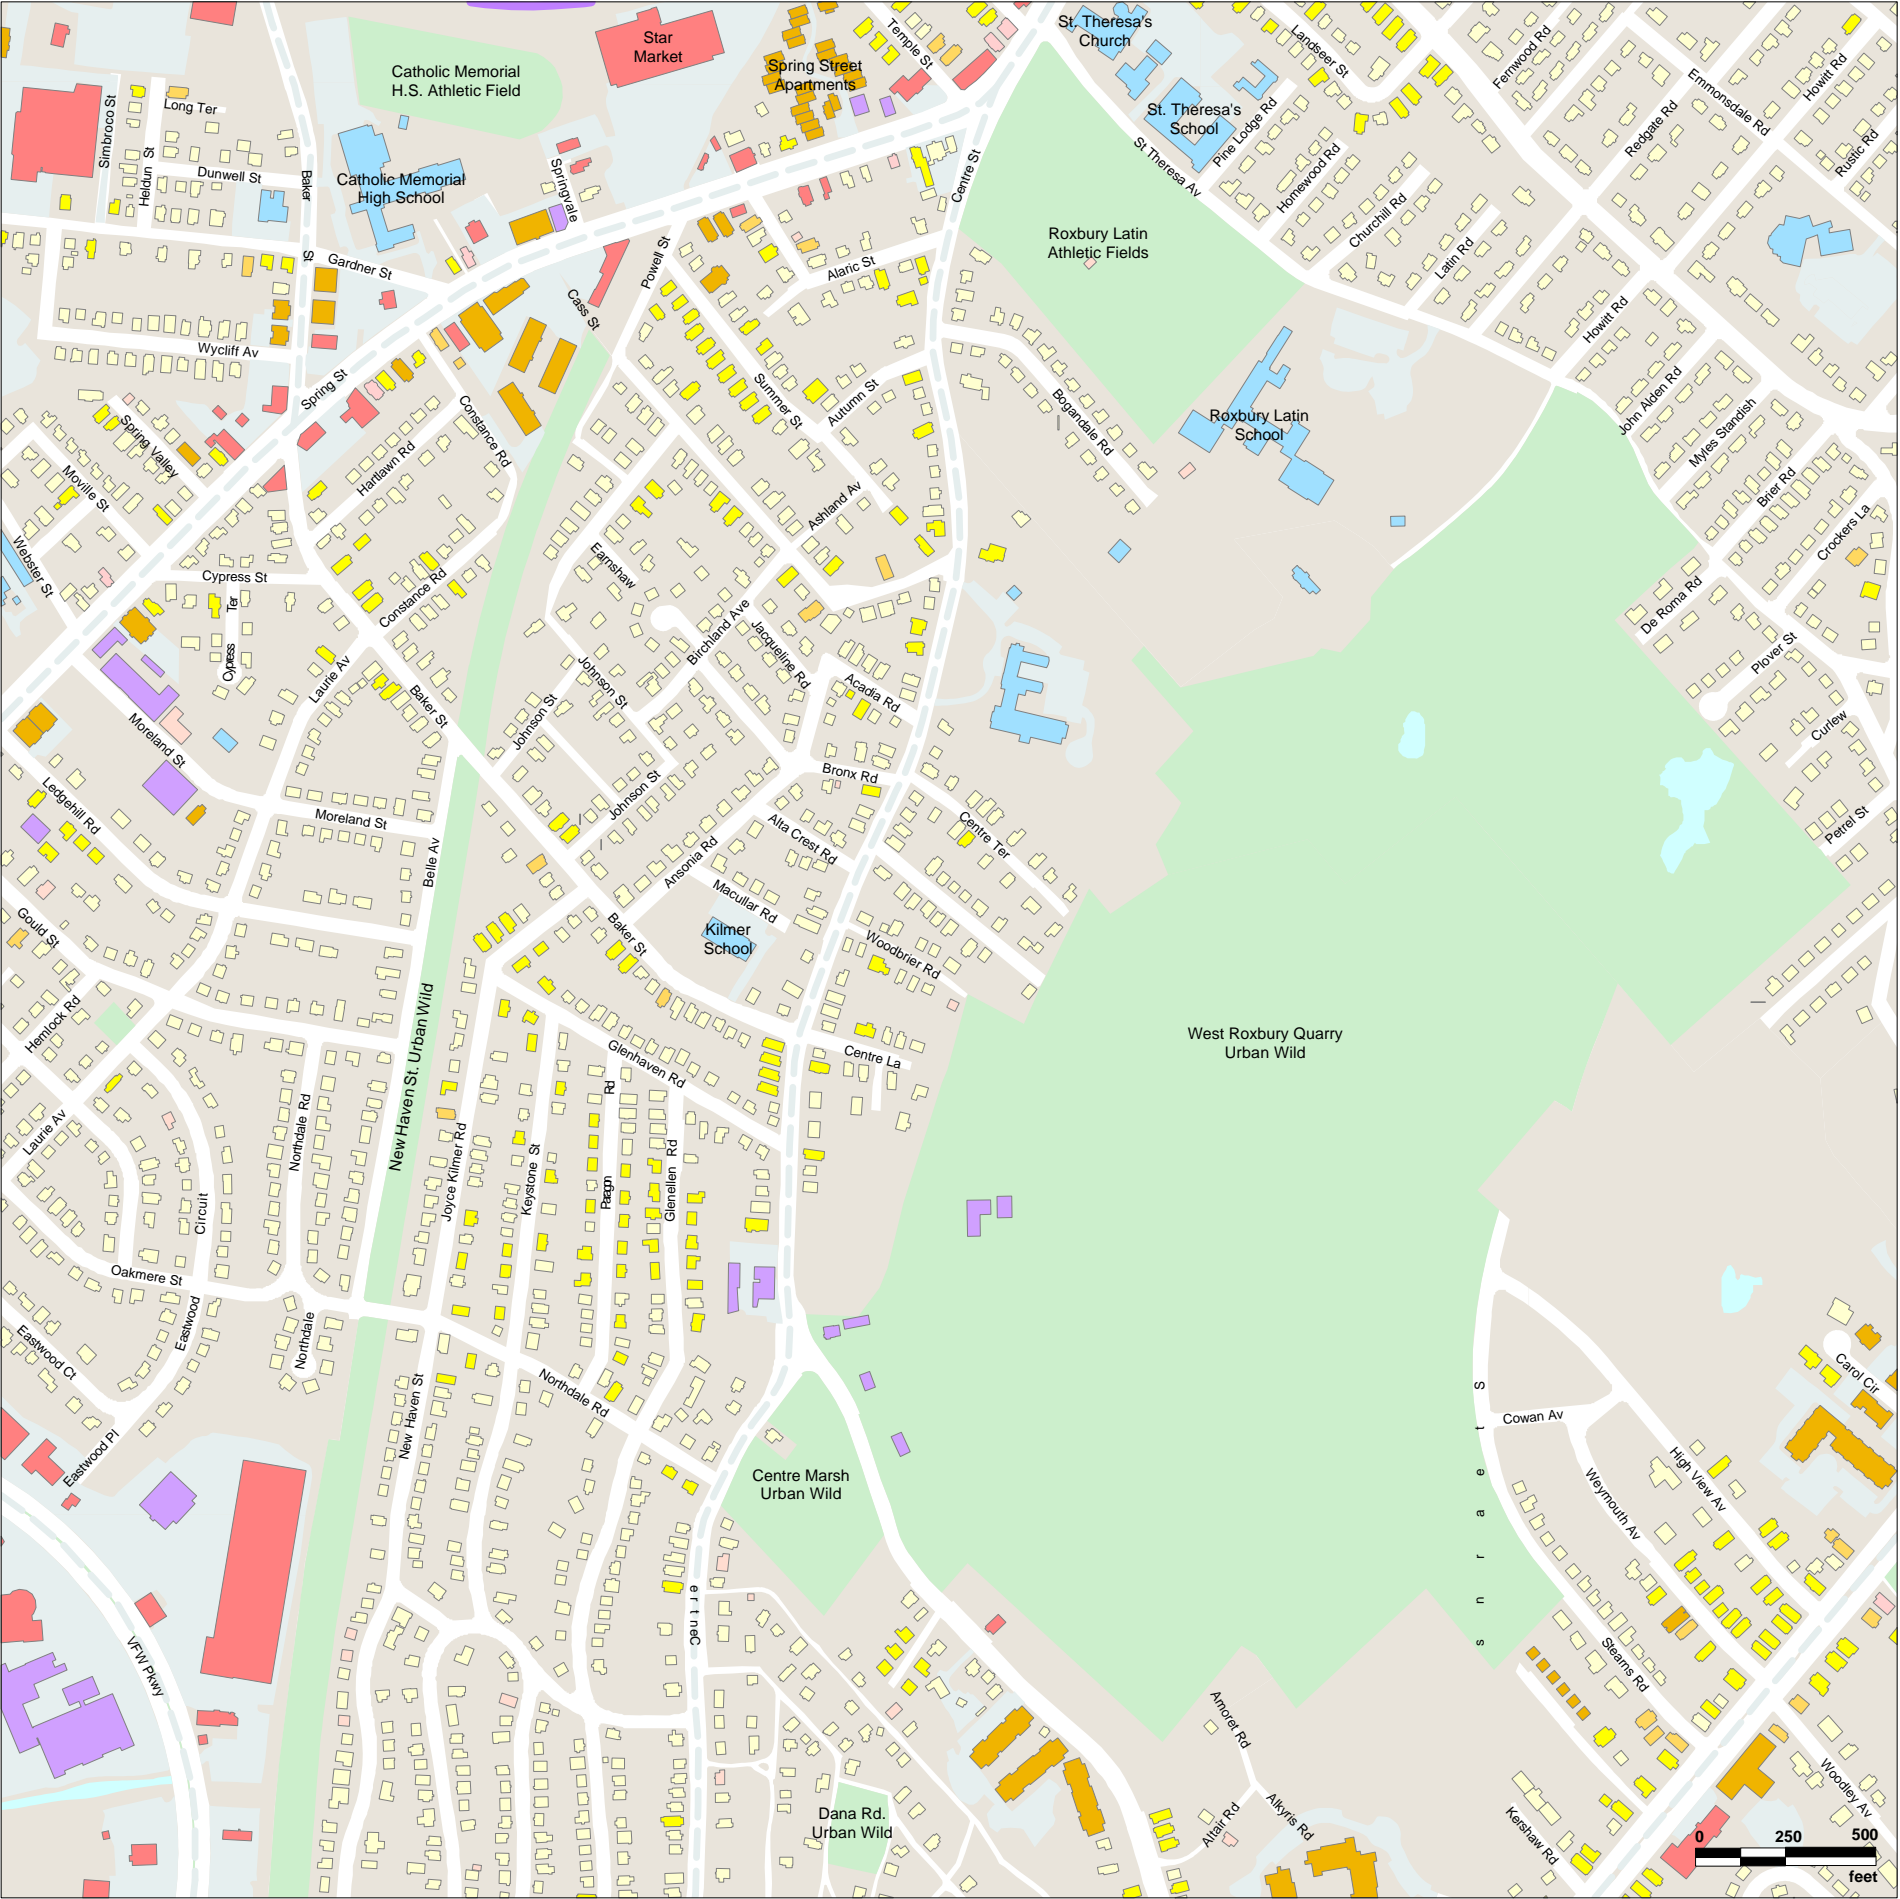 St. Theresa's
Church
Star
Market
Temple St
Landseer St
Fernwood Rd
Catholic Memorial
H.S. Athletic Field
Spring Street
Apartments
Emmonsdale Rd
Howitt Rd
Long Ter
Simbroco St
Heldun St
Dunwell St
Baker
St
Catholic Memorial
High School
Springvale
Centre St
St. Theresa's
School
Pine Lodge Rd
St Theresa Av
Homewood Rd
Redgate Rd
Rustic Rd
Churchill Rd
Latin Rd
Roxbury Latin
Athletic Fields
Gardner St
Powell St
Alaric St
Cass St
Howitt Rd
Wycliff Av
Spring St
Summer St
Autumn St
Bogandale Rd
Roxbury Latin
School
John Alden Rd
Myles Standish
Spring Valley
Constance Rd
Hartlawn Rd
Moville St
Brier Rd
Ashland Av
Crockers La
Webster St
Cypress St
Cypress
Ter
Constance Rd
Earnshaw
Birchland Ave
Jacqueline Rd
De Roma Rd
Plover St
Laurie Av
Baker St
Johnson St
Acadia Rd
Johnson St
Curlew
Moreland St
Bronx Rd
Ledgehill Rd
Moreland St
Johnson St
Alta Crest Rd
Centre Ter
Petrel St
Belle Av
Ansonia Rd
Macullar Rd
Gould St
Baker St
Kilmer
School
Woodbrier Rd
Hemlock Rd
New Haven St. Urban Wild
West Roxbury Quarry
Urban Wild
Glenhaven Rd
Centre La
Laurie Av
Northdale Rd
Joyce Kilmer Rd
Keystone St
Paragon
Rd
Glenellen Rd
Circuit
Oakmere St
Eastwood
Northdale
Eastwood Ct
Northdale Rd
Carol Cir
New Haven St
Cowan Av
Eastwood Pl
Centre Marsh
Urban Wild
High View Av
Weymouth Av
s n r a e t S
Centre
VFW Pkwy
Stearns Rd
Amoret Rd
Woodley Av
Dana Rd.
Urban Wild
Altair Rd
Alkyris Rd
Kershaw Rd
0 250 500
feet